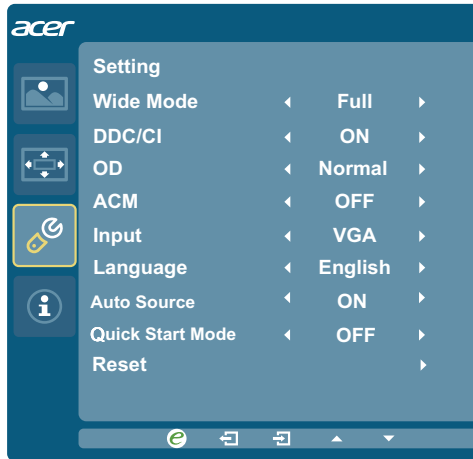 acer
Setting
Wide Mode Full
DDC/CI ON
OD Normal
ACM OFF
Input VGA
Language English
Auto Source ON
Quick Start Mode OFF
Reset
e